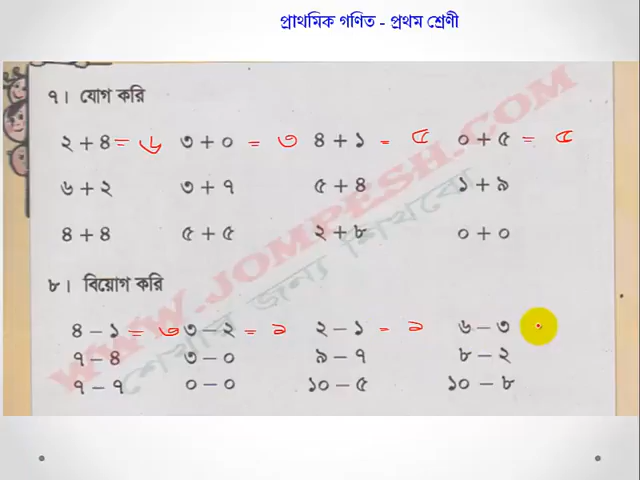 প্রাথমিক গণিত - প্রথম শ্রেণী
৭। যোগ করি
২ + ৪ = ৬ ৩ + ০ = ৩ ৪ + ১ = ৫ ০ + ৫ = ৫
৬ + ২ ৩ + ৭ ৫ + ৪ ১ + ৯
৪ + ৪ ৫ + ৫ ২ + ৮ ০ + ০
৮। বিয়োগ করি
৪ – ১ = ৩ ৩ – ২ = ১ ২ – ১ = ১ ৬ – ৩
৭ – ৪ ৩ – ০ ৯ – ৭ ৮ – ২
৭ – ৭ ০ – ০ ১০ – ৫ ১০ – ৮
WWW.JOMPESH.COM
শেখার জন্য শিখবো